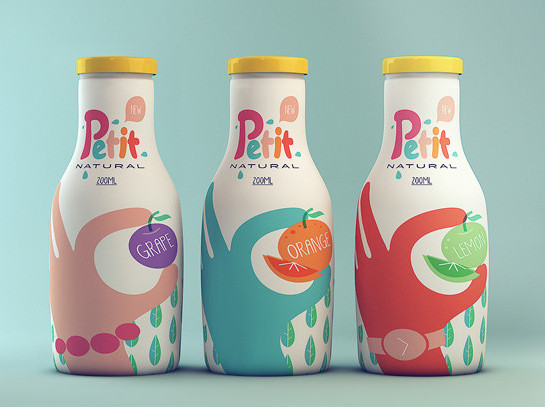 NEW
Petit
NATURAL
200ML
GRAPE
NEW
Petit
NATURAL
200ML
ORANGE
NEW
Petit
NATURAL
200ML
LEMON